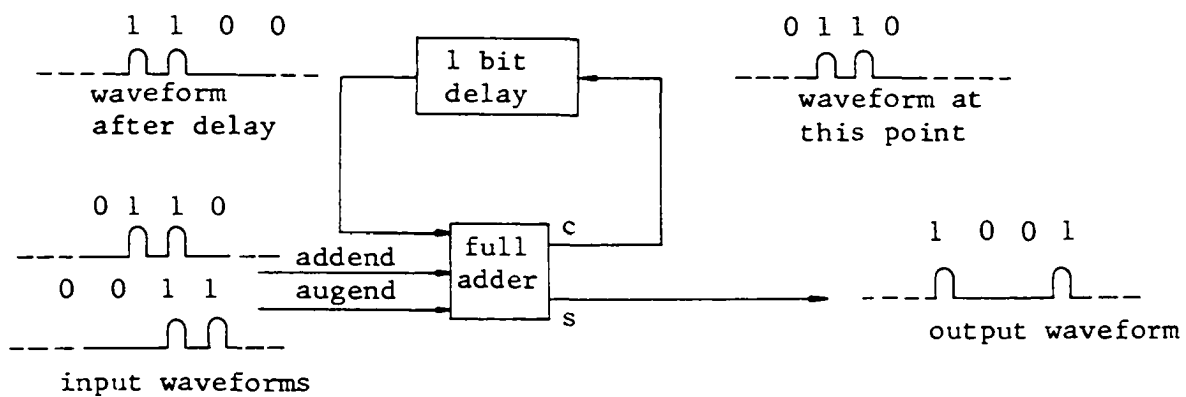 1 1 0 0
waveform
after delay
1 bit
delay
0 1 1 0
waveform at
this point
0 1 1 0
addend
0 0 1 1
augend
input waveforms
full
adder
C
S
1 0 0 1
output waveform